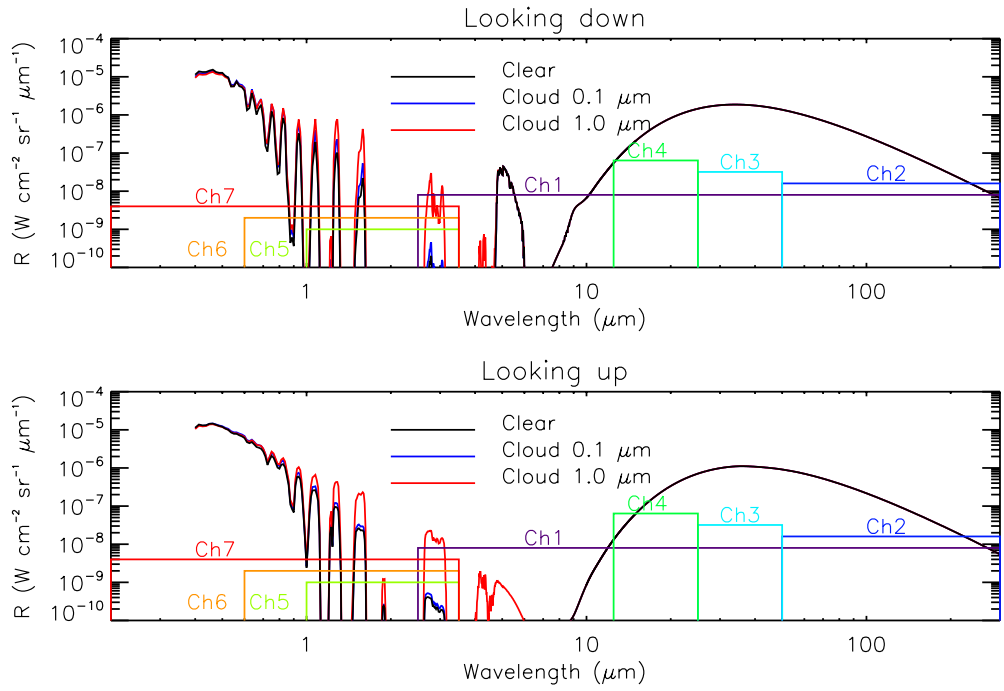 Looking down
R (W cm⁻² sr⁻¹ μm⁻¹)
10⁻⁴
10⁻⁵
10⁻⁶
10⁻⁷
10⁻⁸
10⁻⁹
10⁻¹⁰
Clear
Cloud 0.1 μm
Cloud 1.0 μm
Ch4
Ch3
Ch2
Ch1
Ch7
Ch6
Ch5
1
10
100
Wavelength (μm)
Looking up
R (W cm⁻² sr⁻¹ μm⁻¹)
10⁻⁴
10⁻⁵
10⁻⁶
10⁻⁷
10⁻⁸
10⁻⁹
10⁻¹⁰
Clear
Cloud 0.1 μm
Cloud 1.0 μm
Ch4
Ch3
Ch2
Ch1
Ch7
Ch6
Ch5
1
10
100
Wavelength (μm)